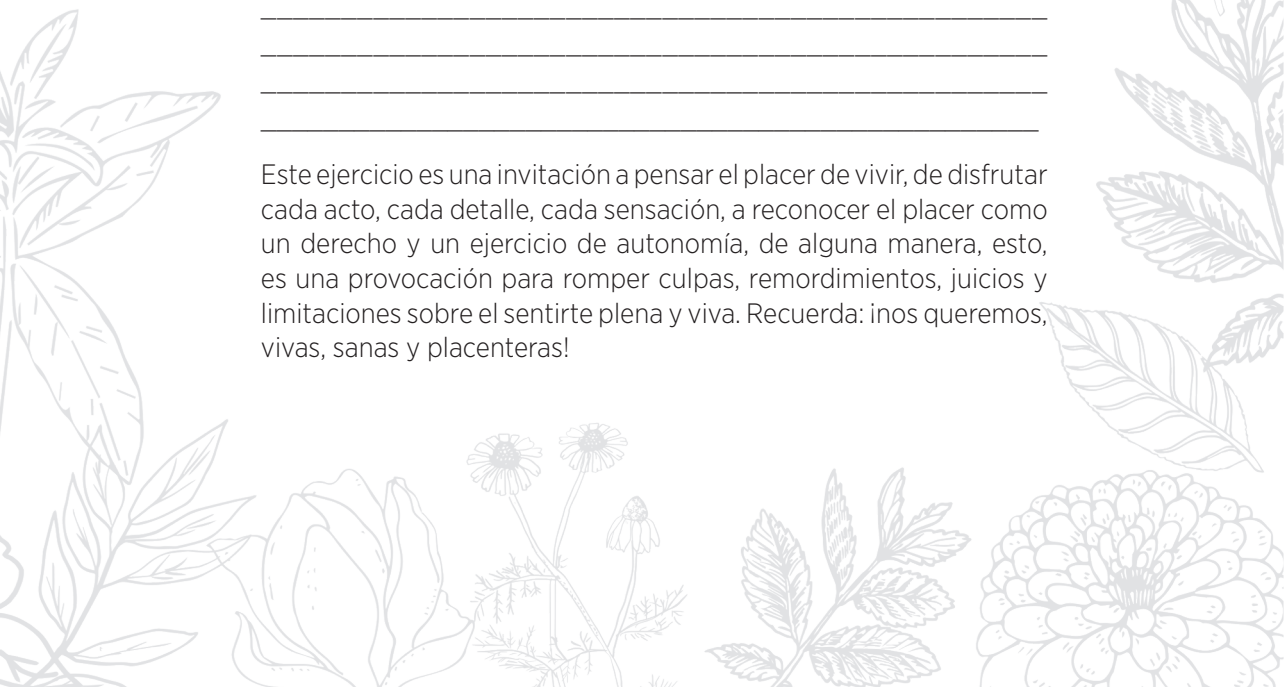 Este ejercicio es una invitación a pensar el placer de vivir, de disfrutar
cada acto, cada detalle, cada sensación, a reconocer el placer como
un derecho y un ejercicio de autonomía, de alguna manera, esto,
es una provocación para romper culpas, remordimientos, juicios y
limitaciones sobre el sentirte plena y viva. Recuerda: ¡nos queremos,
vivas, sanas y placenteras!